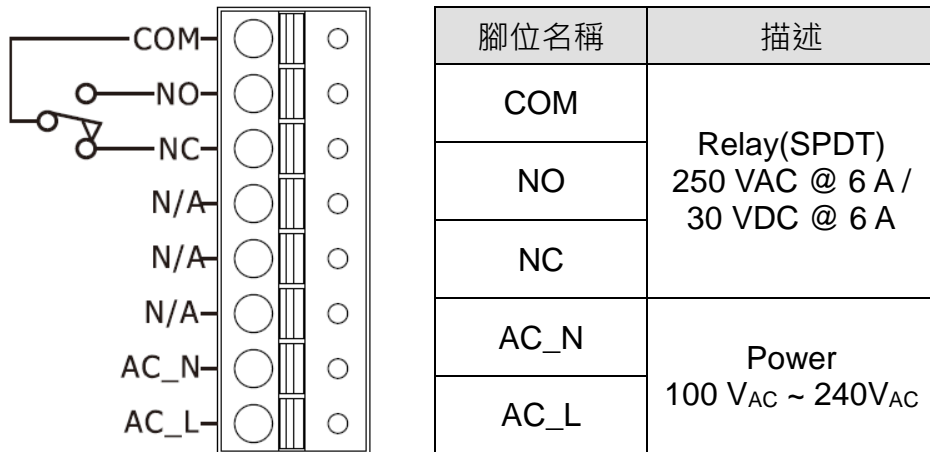 COM
NO
NC
N/A
N/A
N/A
AC_N
AC_L
腳位名稱 描述
COM
NO
NC
Relay(SPDT)
250 VAC @ 6 A /
30 VDC @ 6 A
AC_N
AC_L
Power
100 VAC ~ 240VAC